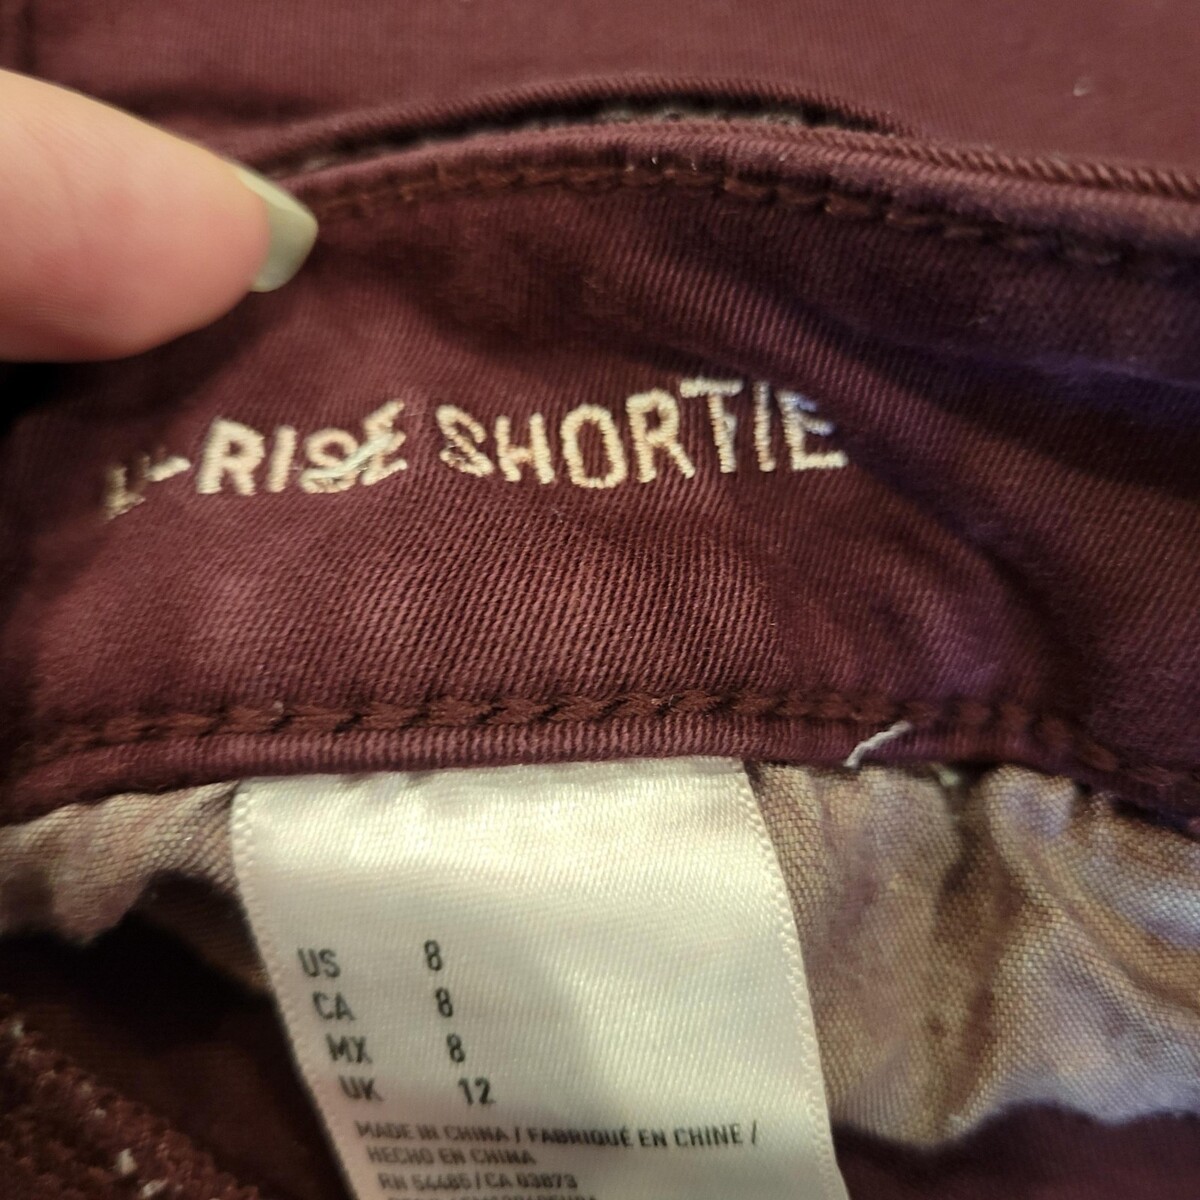 -RISE SHORTIE
US 8
CA 8
MX 8
UK 12
MADE IN CHINA / FABRIQUÉ EN CHINE /
HECHO EN CHINA
RN 54485/CA 03873